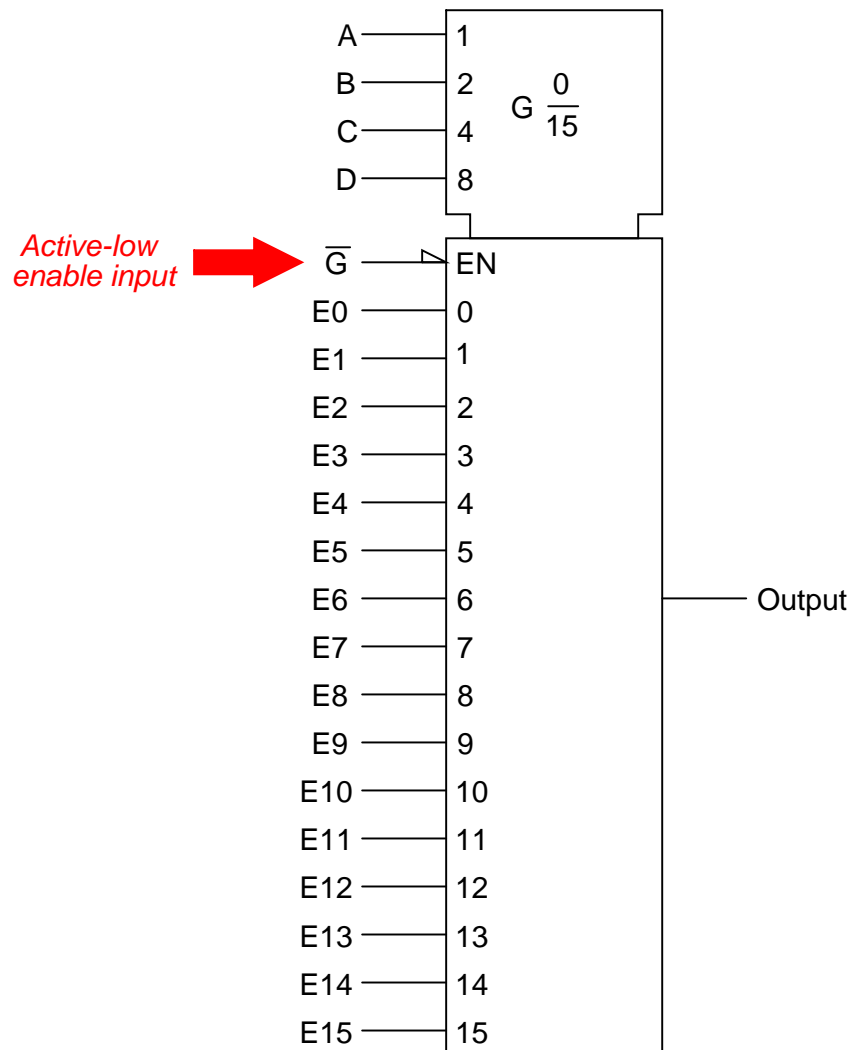 A 1
B 2
C 4
D 8
G 0/15
Active-low
enable input
G̅ EN
E0 0
E1 1
E2 2
E3 3
E4 4
E5 5
E6 6
Output
E7 7
E8 8
E9 9
E10 10
E11 11
E12 12
E13 13
E14 14
E15 15